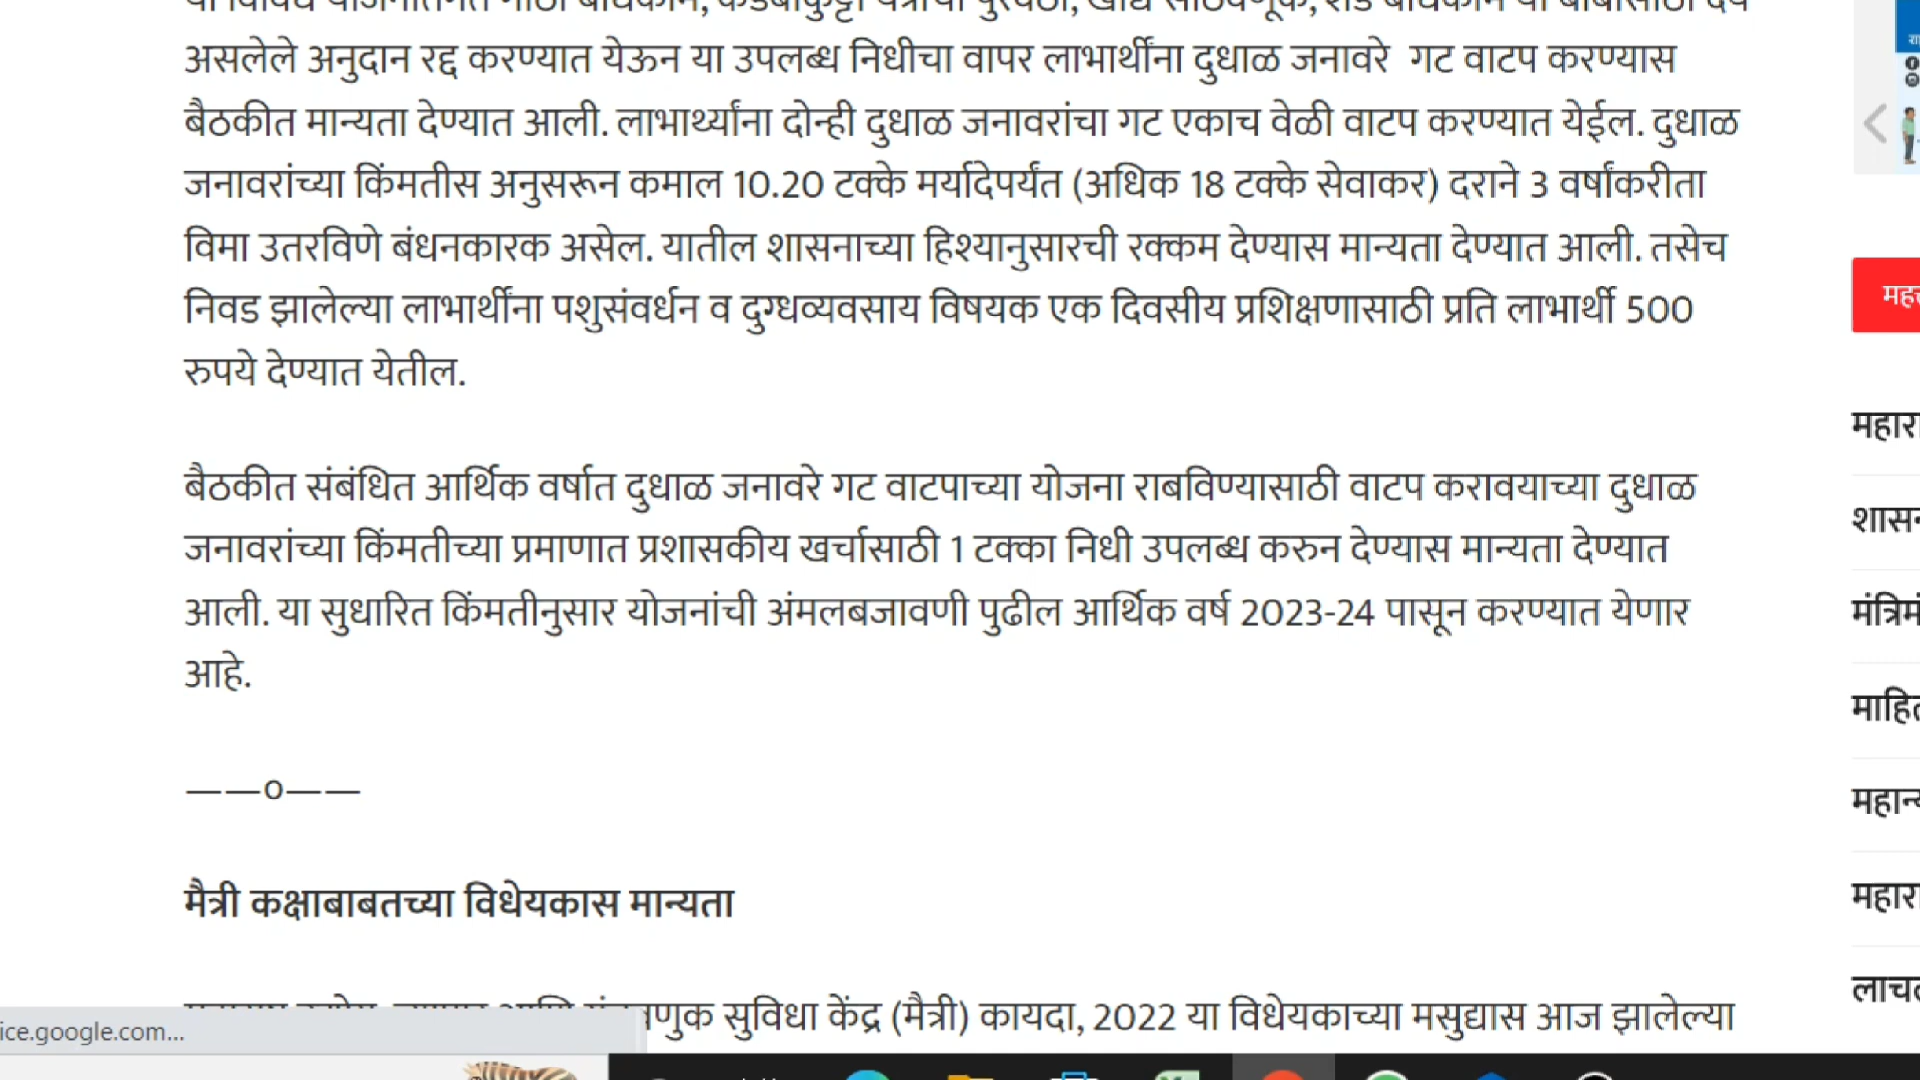 असलेले अनुदान रद्द करण्यात येऊन या उपलब्ध निधीचा वापर लाभार्थींना दुधाळ जनावरे गट वाटप करण्यास
बैठकीत मान्यता देण्यात आली. लाभार्थ्यांना दोन्ही दुधाळ जनावरांचा गट एकाच वेळी वाटप करण्यात येईल. दुधाळ
जनावरांच्या किंमतीस अनुसरून कमाल 10.20 टक्के मर्यादेपर्यंत (अधिक 18 टक्के सेवाकर) दराने 3 वर्षांकरीता
विमा उतरविणे बंधनकारक असेल. यातील शासनाच्या हिश्यानुसारची रक्कम देण्यास मान्यता देण्यात आली. तसेच
निवड झालेल्या लाभार्थींना पशुसंवर्धन व दुग्धव्यवसाय विषयक एक दिवसीय प्रशिक्षणासाठी प्रति लाभार्थी 500
रुपये देण्यात येतील.
बैठकीत संबंधित आर्थिक वर्षात दुधाळ जनावरे गट वाटपाच्या योजना राबविण्यासाठी वाटप करावयाच्या दुधाळ
जनावरांच्या किंमतीच्या प्रमाणात प्रशासकीय खर्चासाठी 1 टक्का निधी उपलब्ध करुन देण्यास मान्यता देण्यात
आली. या सुधारित किंमतीनुसार योजनांची अंमलबजावणी पुढील आर्थिक वर्ष 2023-24 पासून करण्यात येणार
आहे.
——०——
मैत्री कक्षाबाबतच्या विधेयकास मान्यता
सुविधा केंद्र (मैत्री) कायदा, 2022 या विधेयकाच्या मसुद्यास आज झालेल्या
ice.google.com...